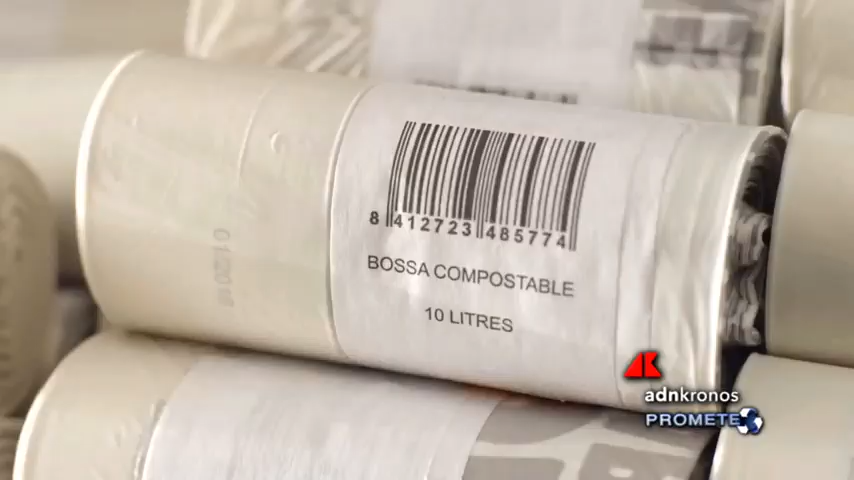 8 412723 485774
BOSSA COMPOSTABLE
10 LITRES
adnkronos
PROMETEO